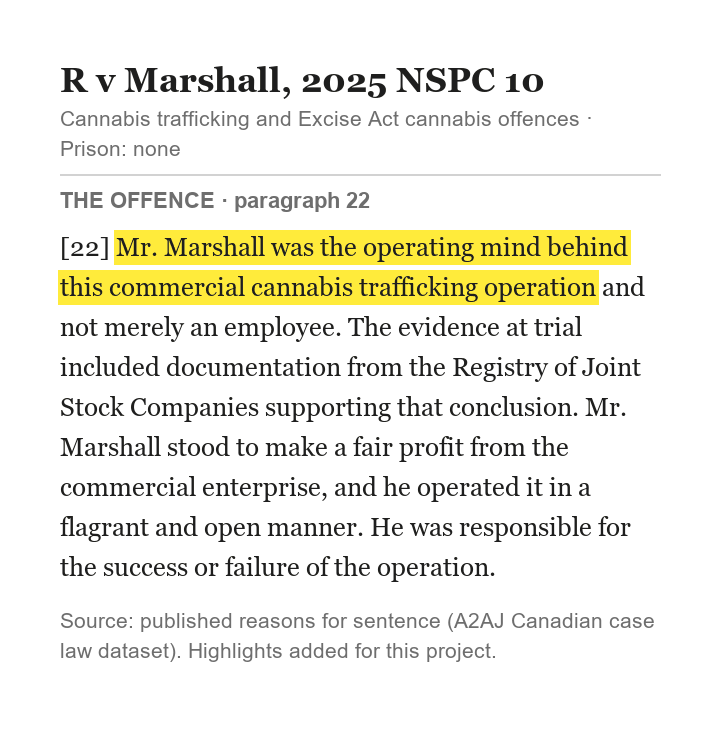 R v Marshall, 2025 NSPC 10
Cannabis trafficking and Excise Act cannabis offences ·
Prison: none
THE OFFENCE · paragraph 22
[22] Mr. Marshall was the operating mind behind
this commercial cannabis trafficking operation and
not merely an employee. The evidence at trial
included documentation from the Registry of Joint
Stock Companies supporting that conclusion. Mr.
Marshall stood to make a fair profit from the
commercial enterprise, and he operated it in a
flagrant and open manner. He was responsible for
the success or failure of the operation.
Source: published reasons for sentence (A2AJ Canadian case
law dataset). Highlights added for this project.